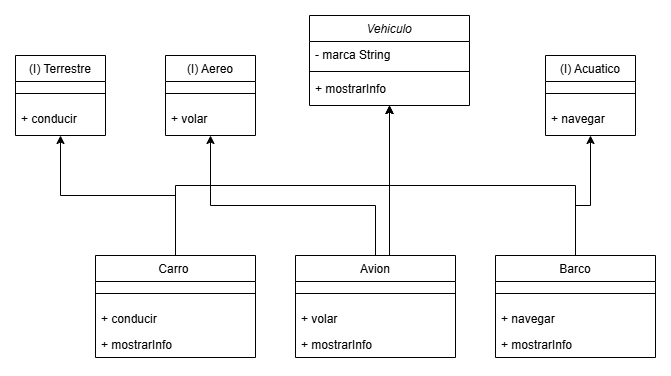 Vehiculo
- marca String
+ mostrarInfo
(I) Terrestre
+ conducir
(I) Aereo
+ volar
(I) Acuatico
+ navegar
Carro
+ conducir
+ mostrarInfo
Avion
+ volar
+ mostrarInfo
Barco
+ navegar
+ mostrarInfo